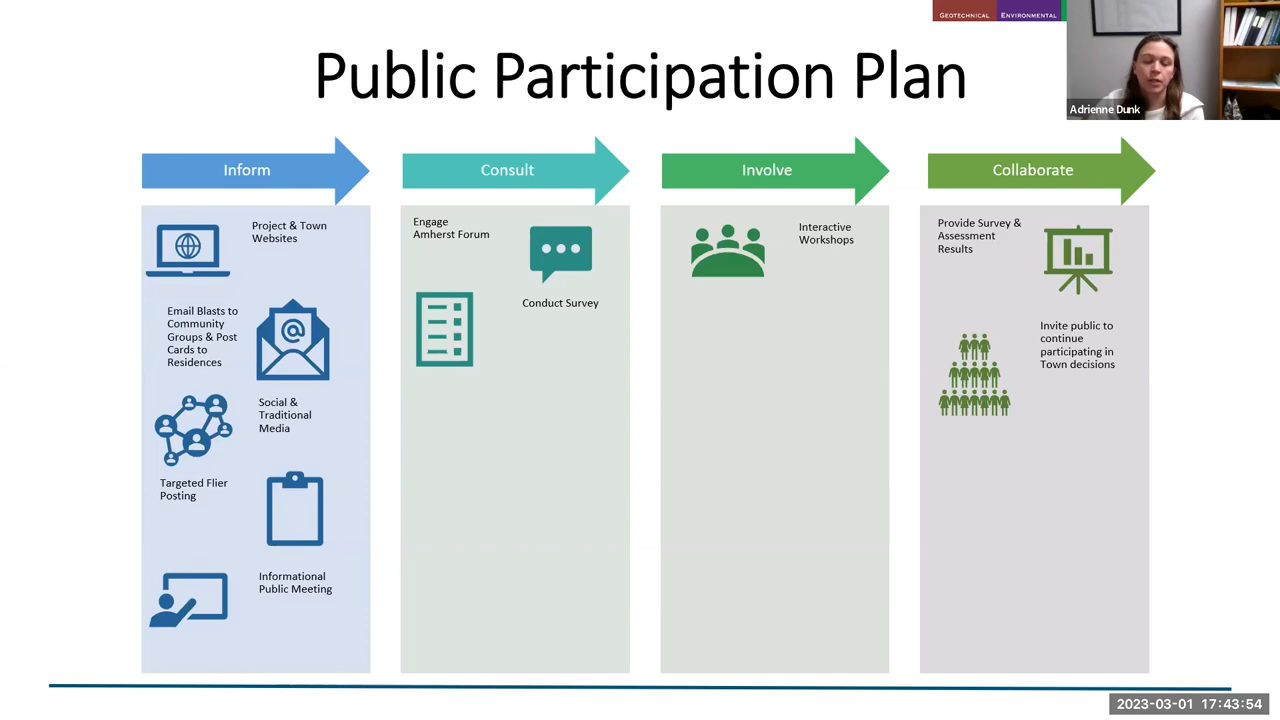 GEOTECHNICAL
ENVIRONMENTAL
Adrienne Dunk
Public Participation Plan
Inform
Project & Town
Websites
Email Blasts to
Community
Groups & Post
Cards to
Residences
Social &
Traditional
Media
Targeted Flier
Posting
Informational
Public Meeting
Consult
Engage
Amherst Forum
Conduct Survey
Involve
Interactive
Workshops
Collaborate
Provide Survey &
Assessment
Results
Invite public to
continue
participating in
Town decisions
2023-03-01 17:43:54